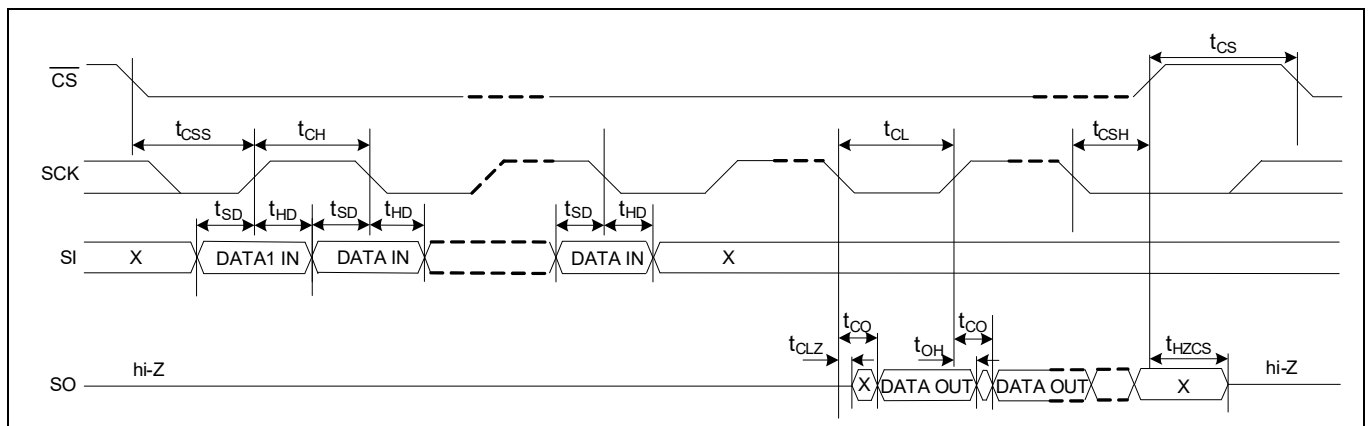 tCS
CS
tCSS
tCH
tCL
tCSH
SCK
tSD
tHD
tSD
tHD
tSD
tHD
SI
X
DATA1 IN
DATA IN
DATA IN
X
tCO
tCO
tCLZ
tOH
tHZCS
SO
hi-Z
X
DATA OUT
DATA OUT
X
hi-Z